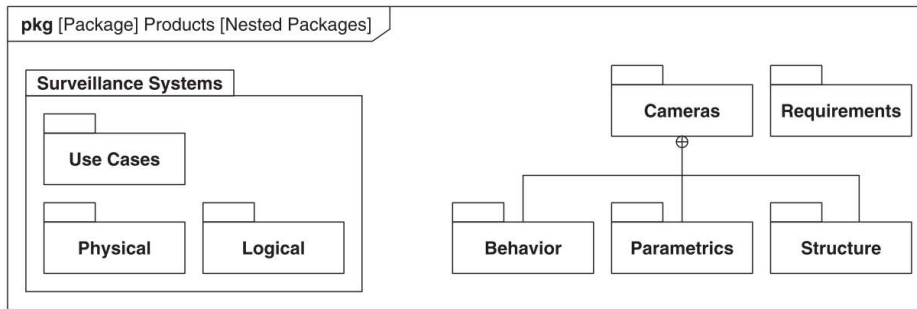 pkg [Package] Products [Nested Packages]
Surveillance Systems
Use Cases
Physical
Logical
Cameras
Requirements
Behavior
Parametrics
Structure